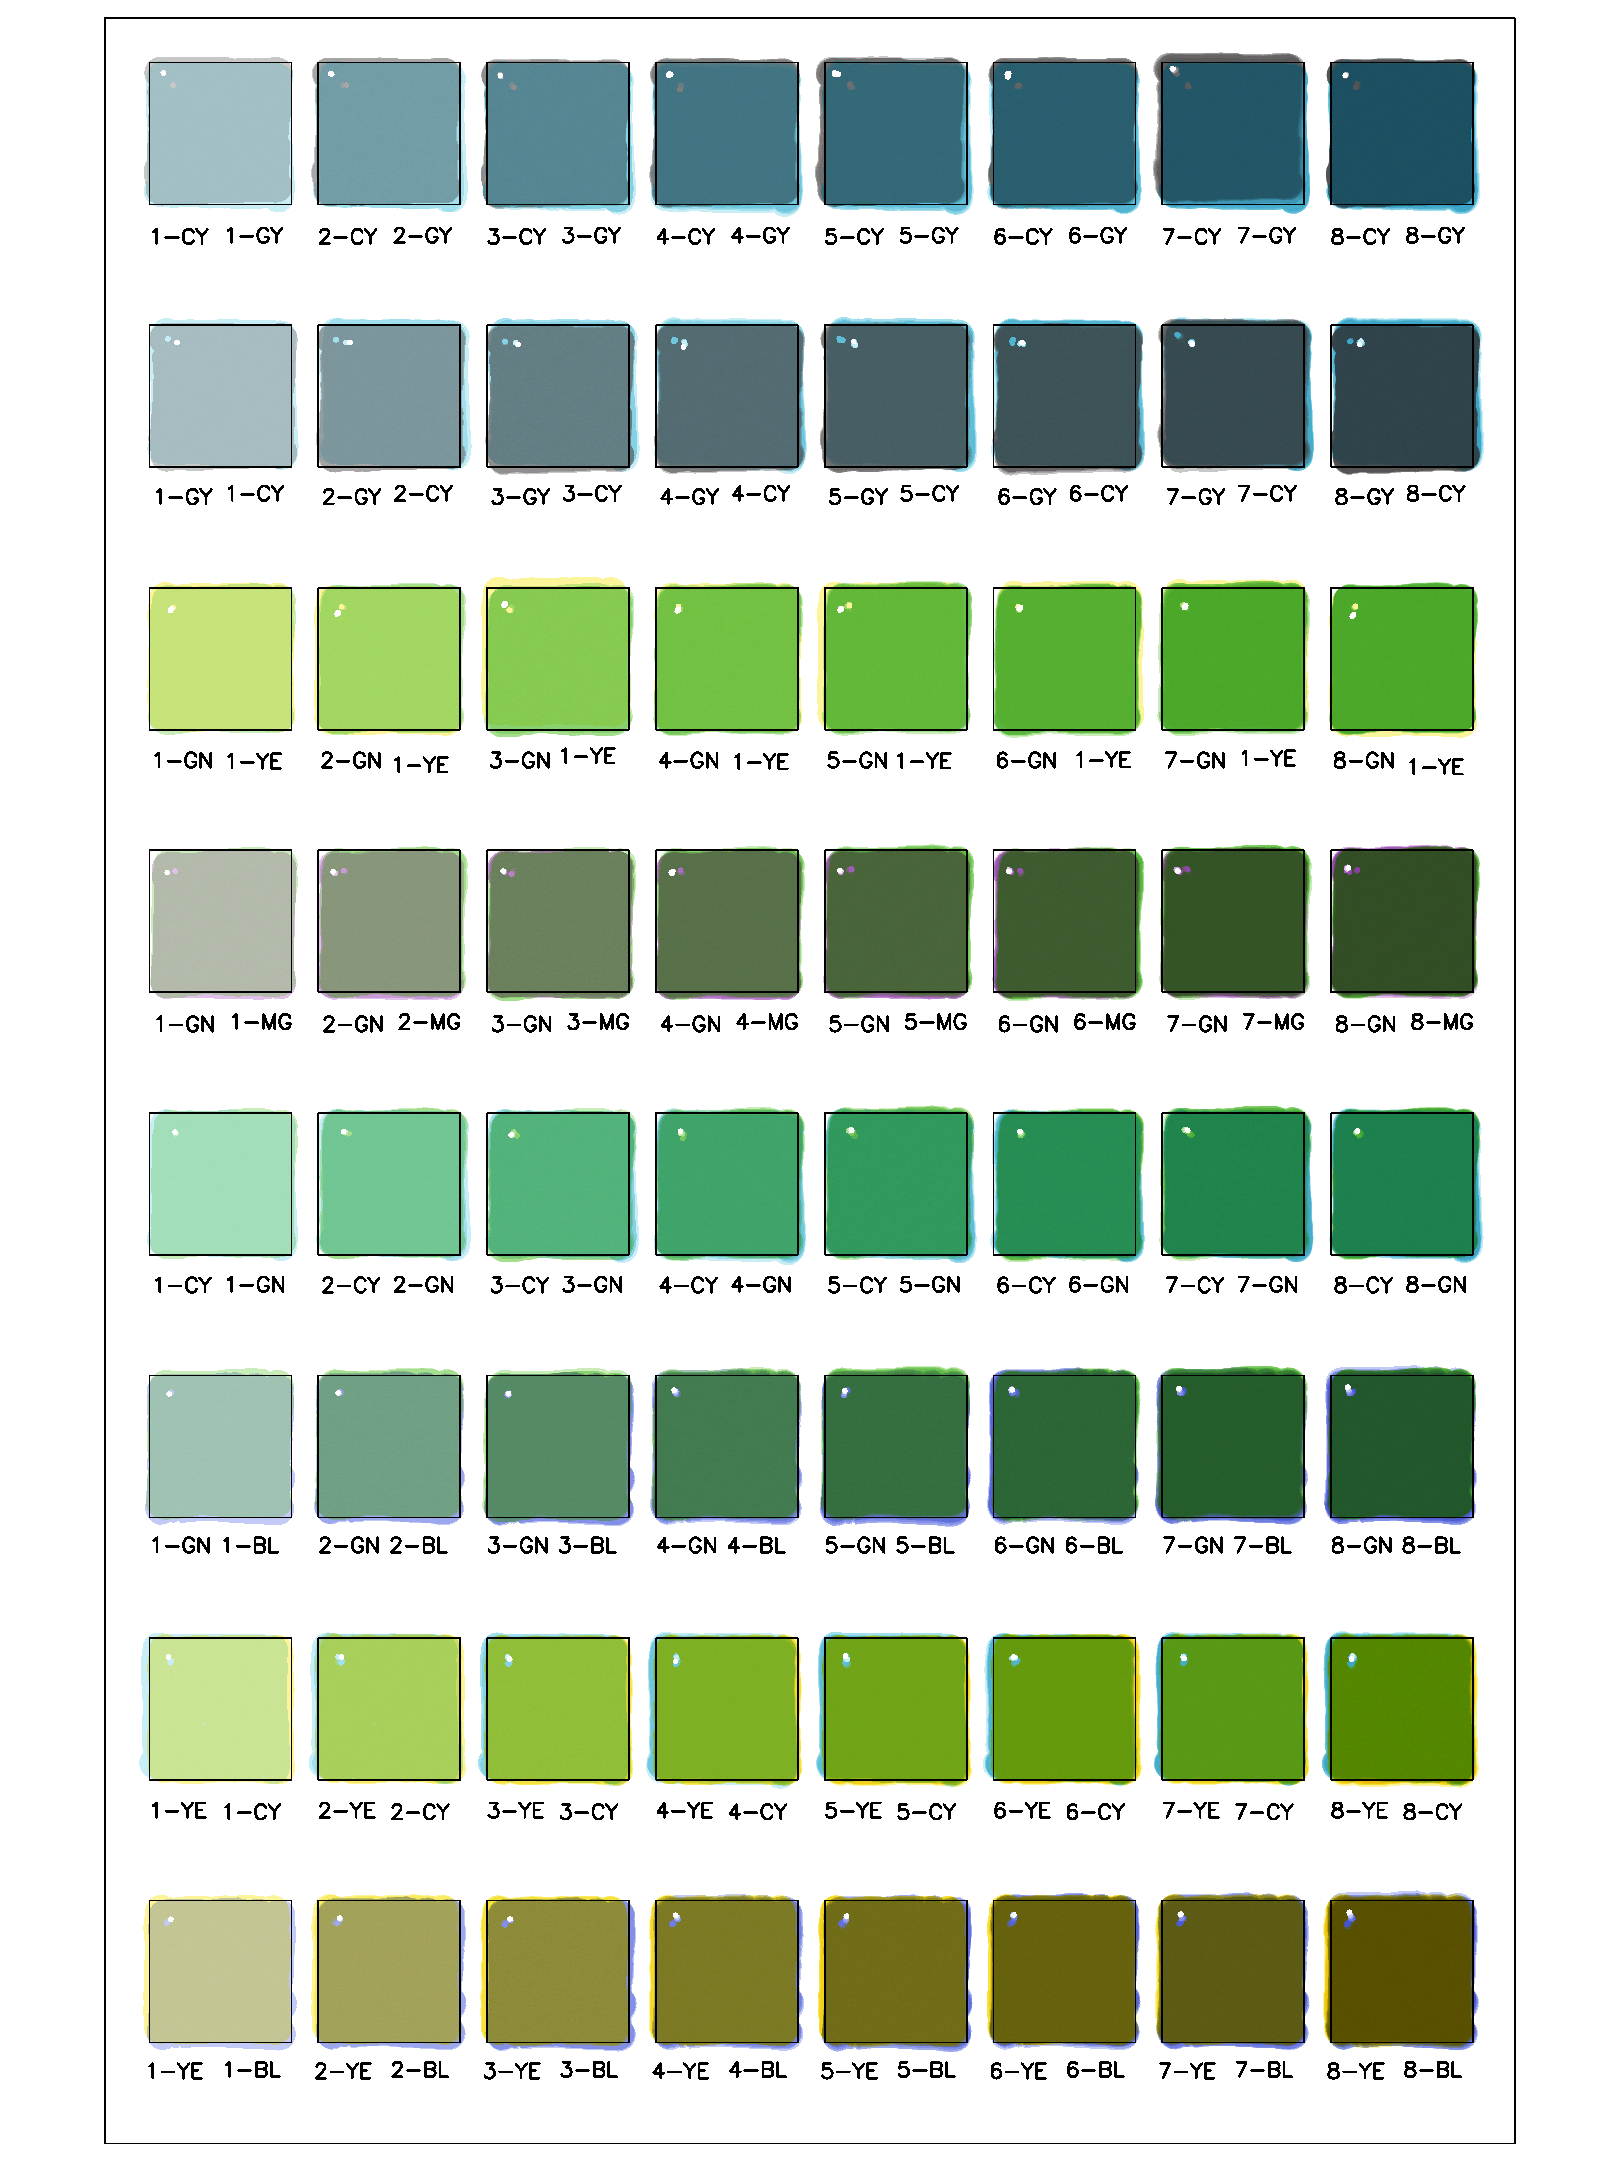 1-CY 1-GY 2-CY 2-GY 3-CY 3-GY 4-CY 4-GY 5-CY 5-GY 6-CY 6-GY 7-CY 7-GY 8-CY 8-GY
1-GY 1-CY 2-GY 2-CY 3-GY 3-CY 4-GY 4-CY 5-GY 5-CY 6-GY 6-CY 7-GY 7-CY 8-GY 8-CY
1-GN 1-YE 2-GN 1-YE 3-GN 1-YE 4-GN 1-YE 5-GN 1-YE 6-GN 1-YE 7-GN 1-YE 8-GN 1-YE
1-GN 1-MG 2-GN 2-MG 3-GN 3-MG 4-GN 4-MG 5-GN 5-MG 6-GN 6-MG 7-GN 7-MG 8-GN 8-MG
1-CY 1-GN 2-CY 2-GN 3-CY 3-GN 4-CY 4-GN 5-CY 5-GN 6-CY 6-GN 7-CY 7-GN 8-CY 8-GN
1-GN 1-BL 2-GN 2-BL 3-GN 3-BL 4-GN 4-BL 5-GN 5-BL 6-GN 6-BL 7-GN 7-BL 8-GN 8-BL
1-YE 1-CY 2-YE 2-CY 3-YE 3-CY 4-YE 4-CY 5-YE 5-CY 6-YE 6-CY 7-YE 7-CY 8-YE 8-CY
1-YE 1-BL 2-YE 2-BL 3-YE 3-BL 4-YE 4-BL 5-YE 5-BL 6-YE 6-BL 7-YE 7-BL 8-YE 8-BL